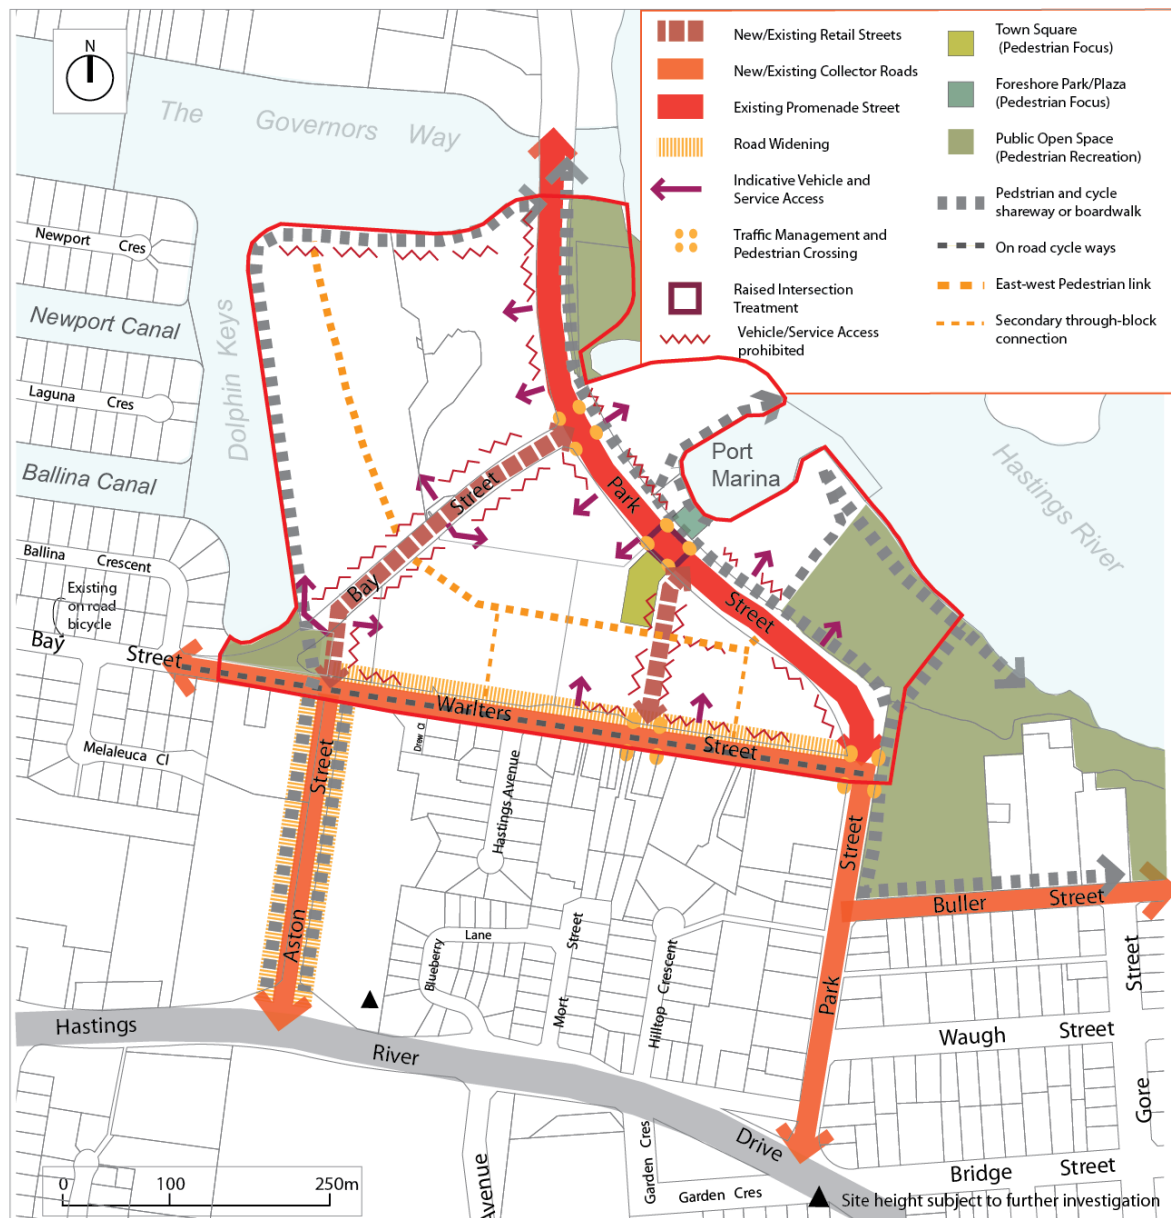 N
The Governors Way
New/Existing Retail Streets
New/Existing Collector Roads
Existing Promenade Street
Road Widening
Indicative Vehicle and
Service Access
Traffic Management and
Pedestrian Crossing
Raised Intersection
Treatment
Vehicle/Service Access
prohibited
Town Square
(Pedestrian Focus)
Foreshore Park/Plaza
(Pedestrian Focus)
Public Open Space
(Pedestrian Recreation)
Pedstrian and cycle
shareway or boardwalk
On road cycle ways
East-west Pedestrian link
Secondary through-block
connection
Newport Cres
Newport Canal
Dolphin Keys
Laguna Cres
Ballina Canal
Port
Marina
Hastings River
Park
Street
Bay
Street
Ballina
Crescent
Existing
on road
bicycle
Bay
Street
Warlters
Street
Melaleuca Cl
Street
Aston
Drew Cl
Hastings Avenue
Street
Park
Buller Street
Blueberry
Lane
Street
Mort
Hilltop Crescent
Street
Gore
Waugh Street
Hastings
River
Drive
Bridge Street
Avenue
Garden Cres
Garden Cres
0 100 250m
Site height subject to further investigation